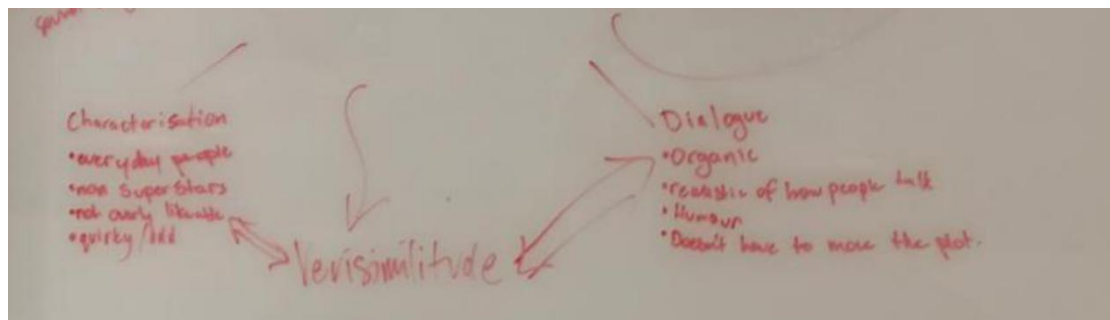 Characterisation
•everyday people
•non Superstars
•not overly likeable
•quirky/odd
Verisimilitude
Dialogue
•Organic
•realistic of how people talk
•Humour
•Doesn't have to move the plot.